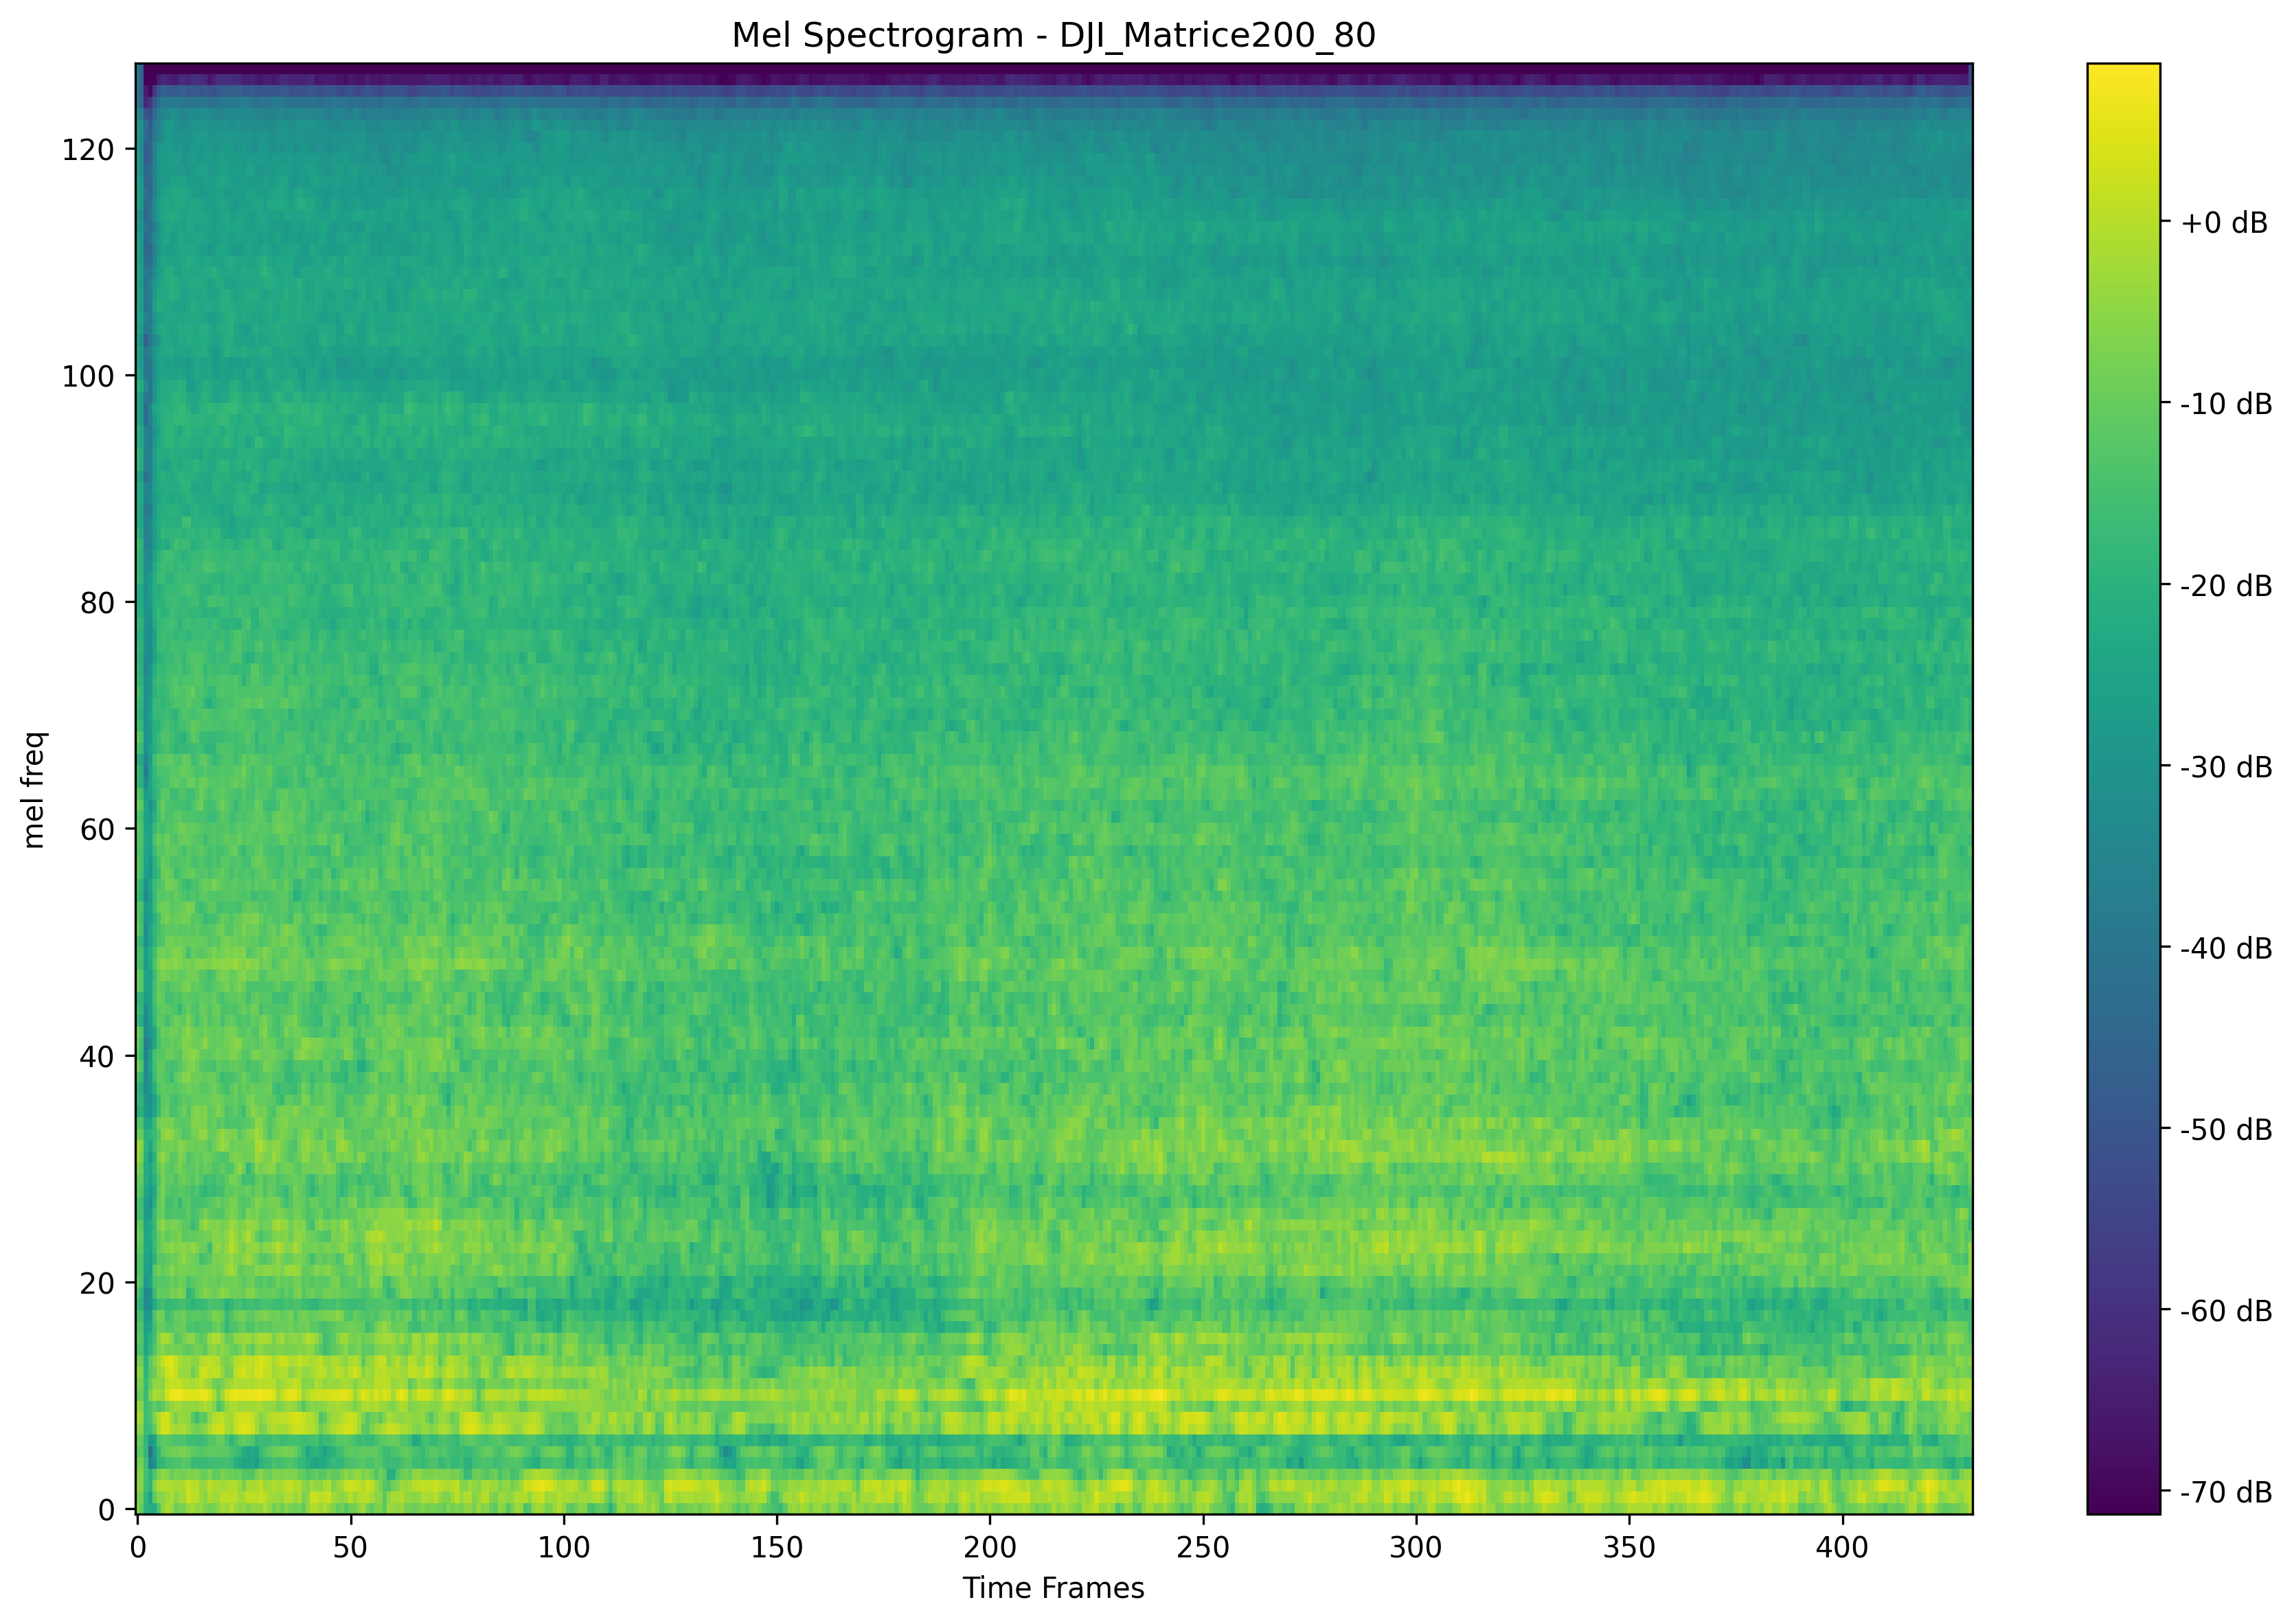 Mel Spectrogram - DJI_Matrice200_80
120
100
80
60
40
20
0
mel freq
0 50 100 150 200 250 300 350 400
Time Frames
+0 dB
-10 dB
-20 dB
-30 dB
-40 dB
-50 dB
-60 dB
-70 dB